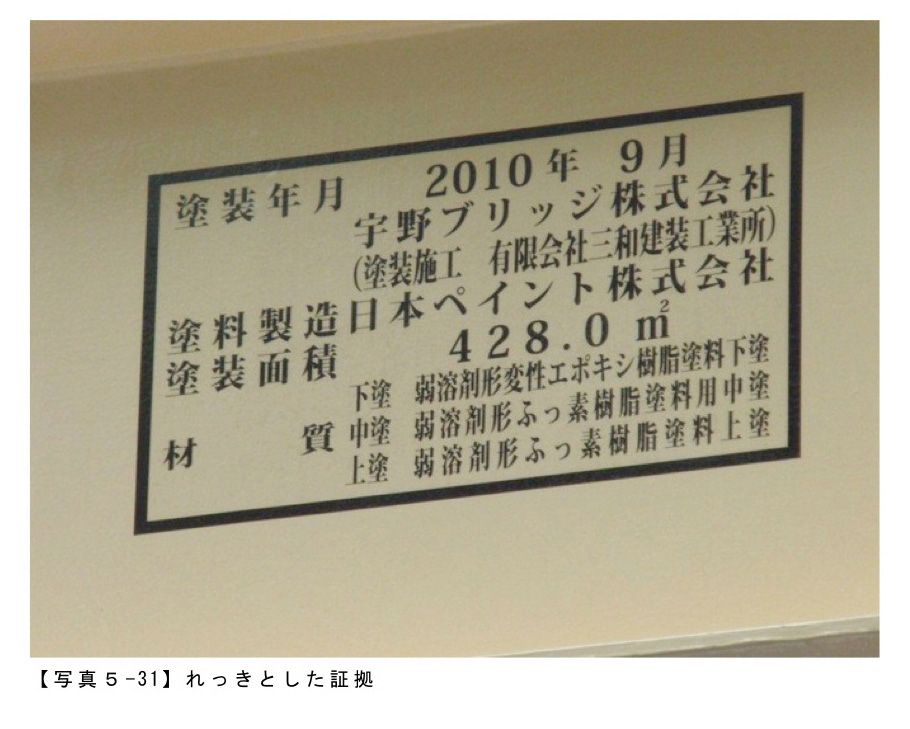 塗装年月 2010年 9月
宇野ブリッジ株式会社
(塗装施工 有限会社三和建装工業所)
塗料製造 日本ペイント株式会社
塗装面積 428.0 ㎡
材質 下塗 弱溶剤形変性エポキシ樹脂塗料下塗
中塗 弱溶剤形ふっ素樹脂塗料用中塗
上塗 弱溶剤形ふっ素樹脂塗料上塗
【写真5-31】れっきとした証拠